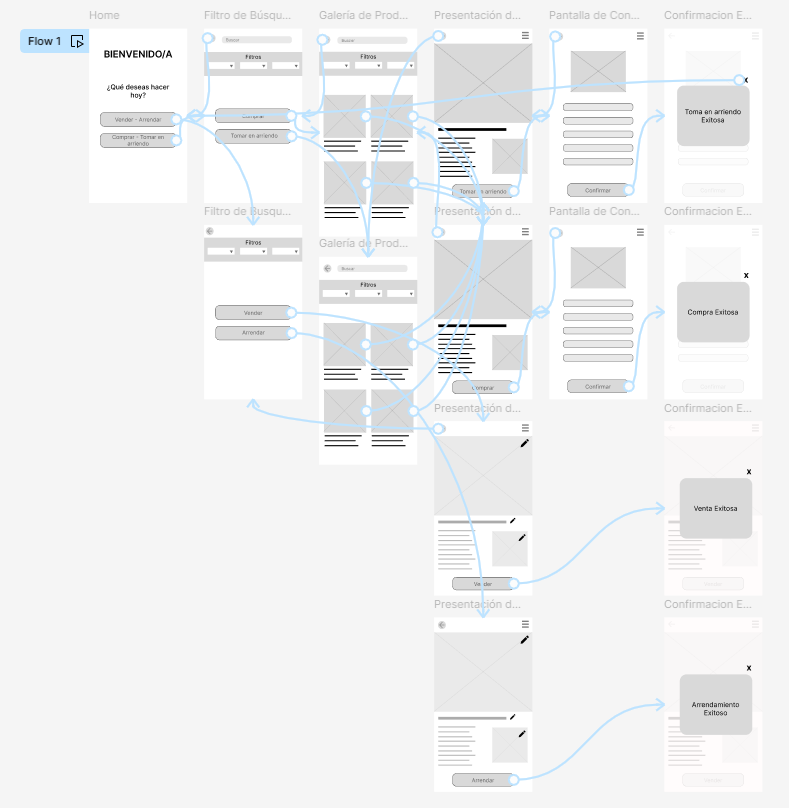 Home
Filtro de Búsqu...
Galería de Prod...
Presentación d...
Pantalla de Con...
Confirmacion E...
Flow 1
BIENVENIDO/A
¿Qué deseas hacer
hoy?
Vender - Arrendar
Comprar - Tomar en
arriendo
Buscar
Filtros
Comprar
Tomar en arriendo
Buscar
Filtros
Tomar en arriendo
Confirmar
x
Toma en arriendo
Exitosa
Confirmar
Filtro de Busqu...
Galería de Prod...
Presentación d...
Pantalla de Con...
Confirmacion E...
Filtros
Vender
Arrendar
Buscar
Filtros
Comprar
Confirmar
x
Compra Exitosa
Confirmar
Presentación d...
Confirmacion E...
Vender
x
Venta Exitosa
Presentación d...
Confirmacion E...
Arrendar
x
Arrendamiento
Exitoso